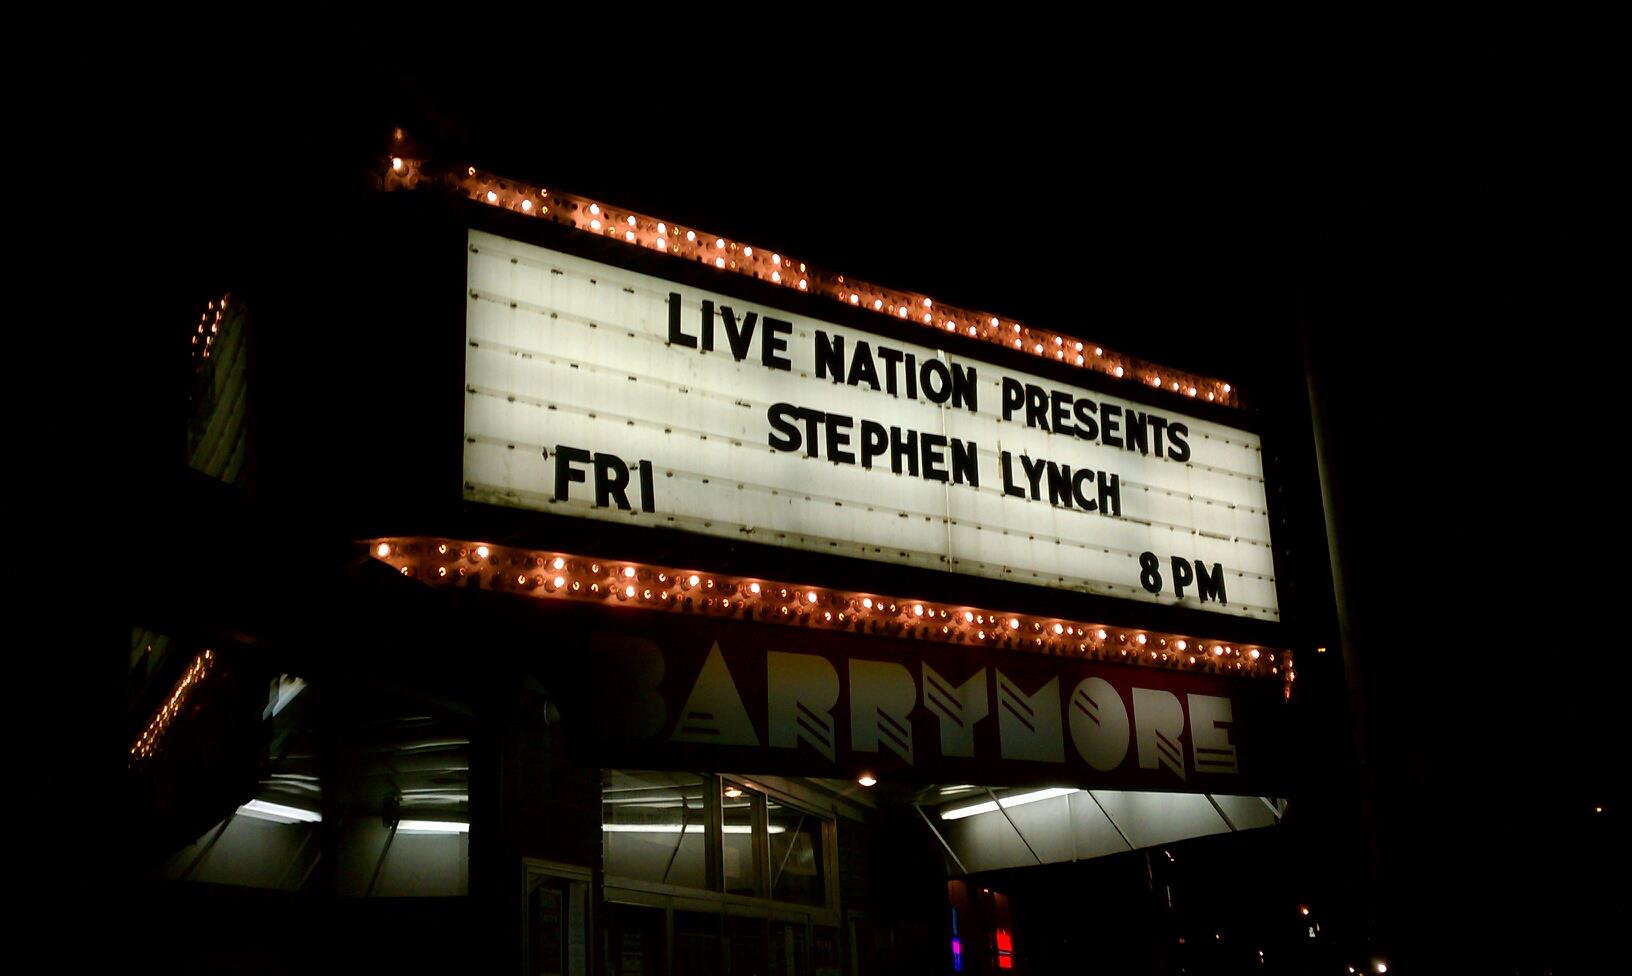 LIVE NATION PRESENTS
STEPHEN LYNCH
FRI
8 PM
BARRYMORE